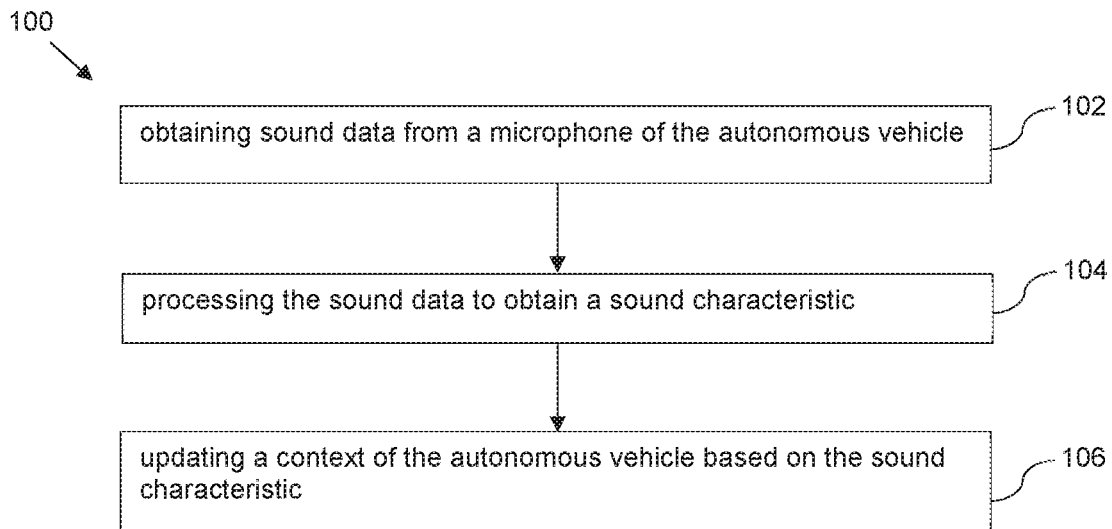 100
102
obtaining sound data from a microphone of the autonomous vehicle
104
processing the sound data to obtain a sound characteristic
106
updating a context of the autonomous vehicle based on the sound
characteristic